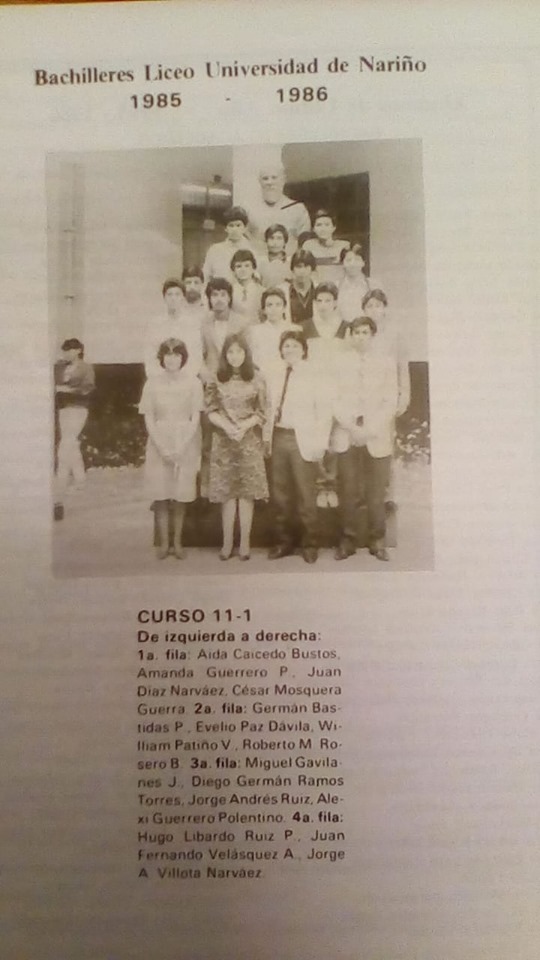 Bachilleres Liceo Universidad de Nariño
1985 - 1986
CURSO 11-1
De izquierda a derecha:
1a. fila: Aida Caicedo Bustos,
Amanda Guerrero P., Juan
Díaz Narváez, César Mosquera
Guerra. 2a. fila: Germán Bas-
tidas P., Evelio Paz Dávila, Wi-
lliam Patiño V., Roberto M. Ro-
sero B. 3a. fila: Miguel Gavila-
nes J., Diego Germán Ramos
Torres, Jorge Andrés Ruiz, Ale-
xi Guerrero Polentino. 4a. fila:
Hugo Libardo Ruiz P., Juan
Fernando Velásquez A., Jorge
A. Villota Narváez.